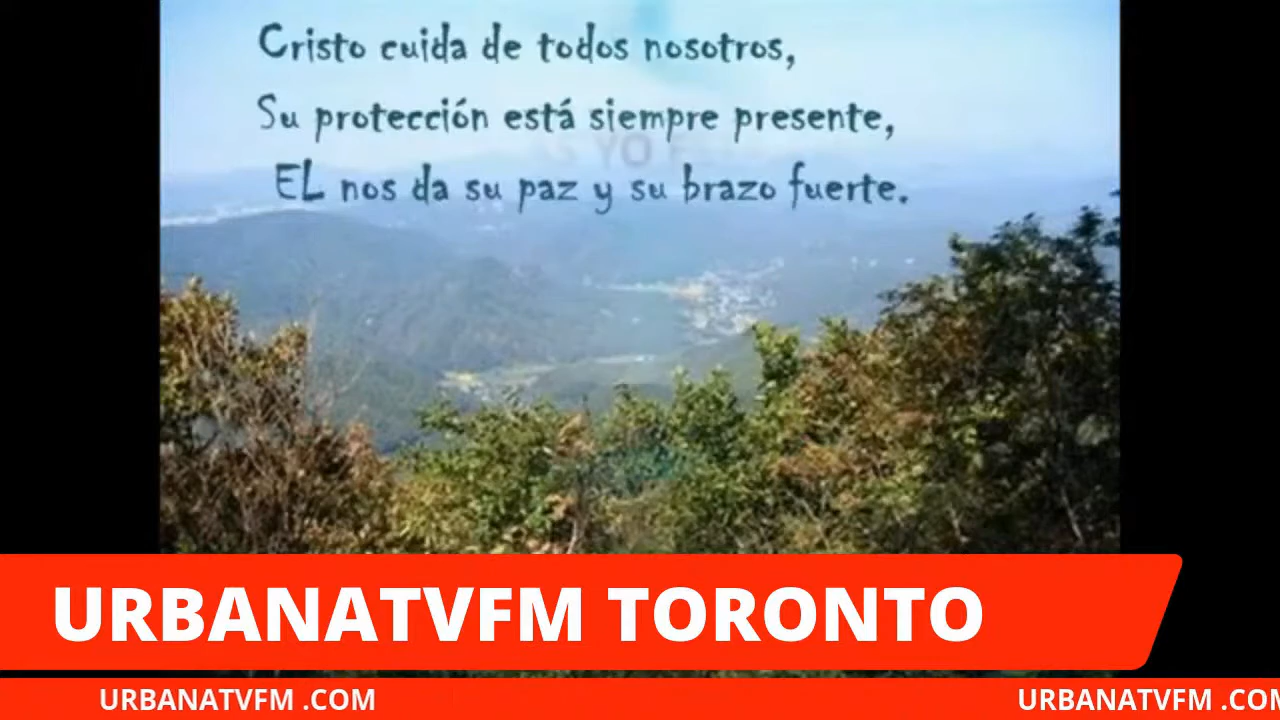 Cristo cuida de todos nosotros,
Su protección está siempre presente,
EL nos da su paz y su brazo fuerte.
YO
URBANATVFM TORONTO
URBANATVFM .COM
URBANATVFM .COM